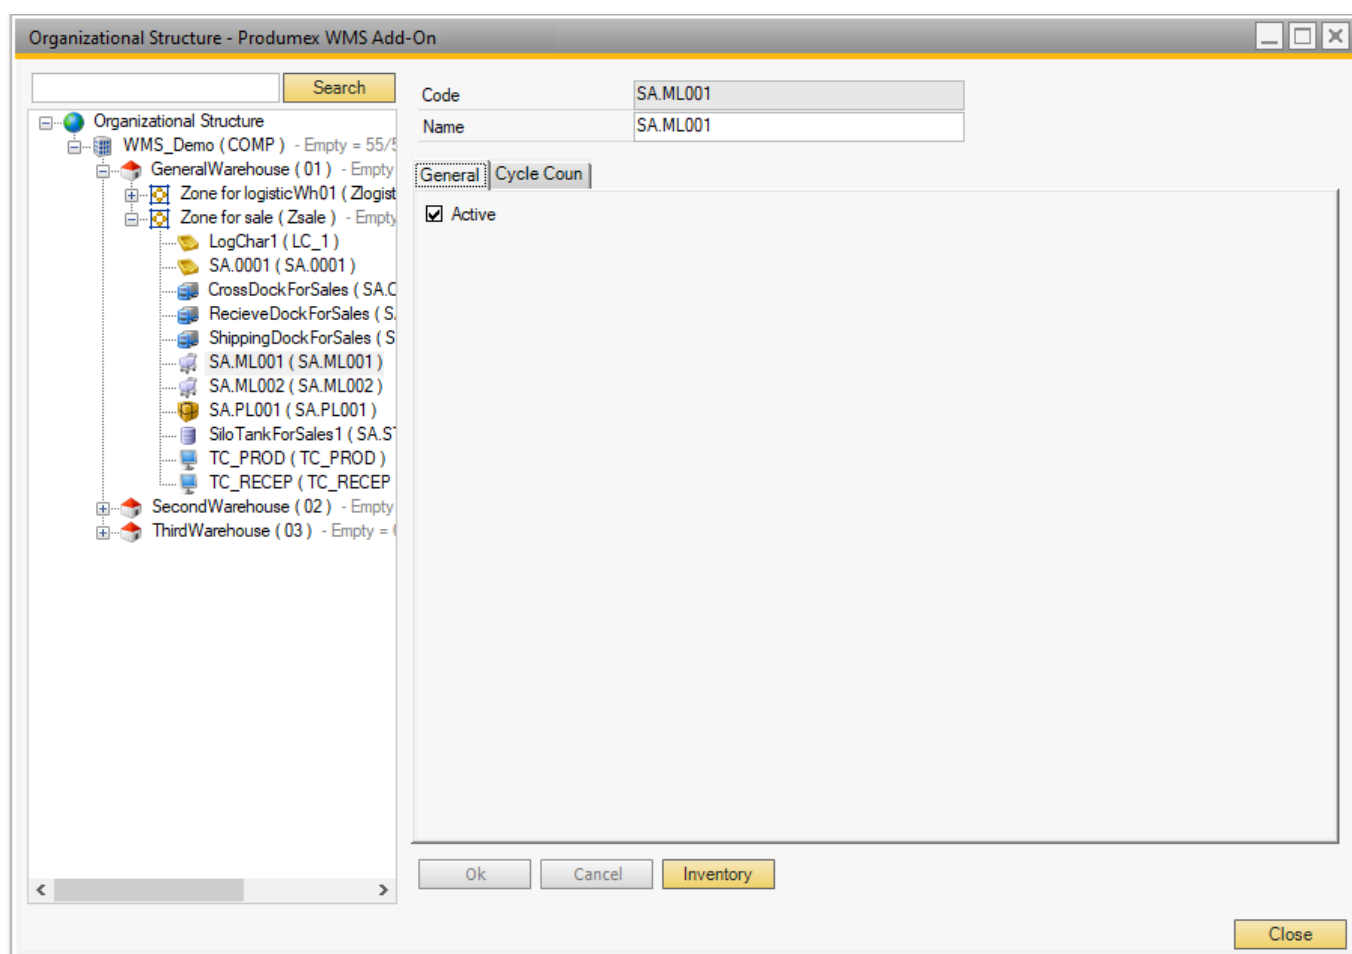 Organizational Structure - Produmex WMS Add-On
Search
Organizational Structure
WMS_Demo ( COMP ) - Empty = 55/
GeneralWarehouse ( 01 ) - Empty
Zone for logisticWh01 ( Zlogist
Zone for sale ( Zsale ) - Empty
LogChar1 ( LC_1 )
SA.0001 ( SA.0001 )
CrossDockForSales ( SA.C
RecieveDockForSales ( S.
ShippingDockForSales ( S
SA.ML001 ( SA.ML001 )
SA.ML002 ( SA.ML002 )
SA.PL001 ( SA.PL001 )
SiloTankForSales1 ( SA.S
TC_PROD ( TC_PROD )
TC_RECEP ( TC_RECEP
SecondWarehouse ( 02 ) - Empty
ThirdWarehouse ( 03 ) - Empty =
Code SA.ML001
Name SA.ML001
General Cycle Coun
Active
Ok Cancel Inventory
Close